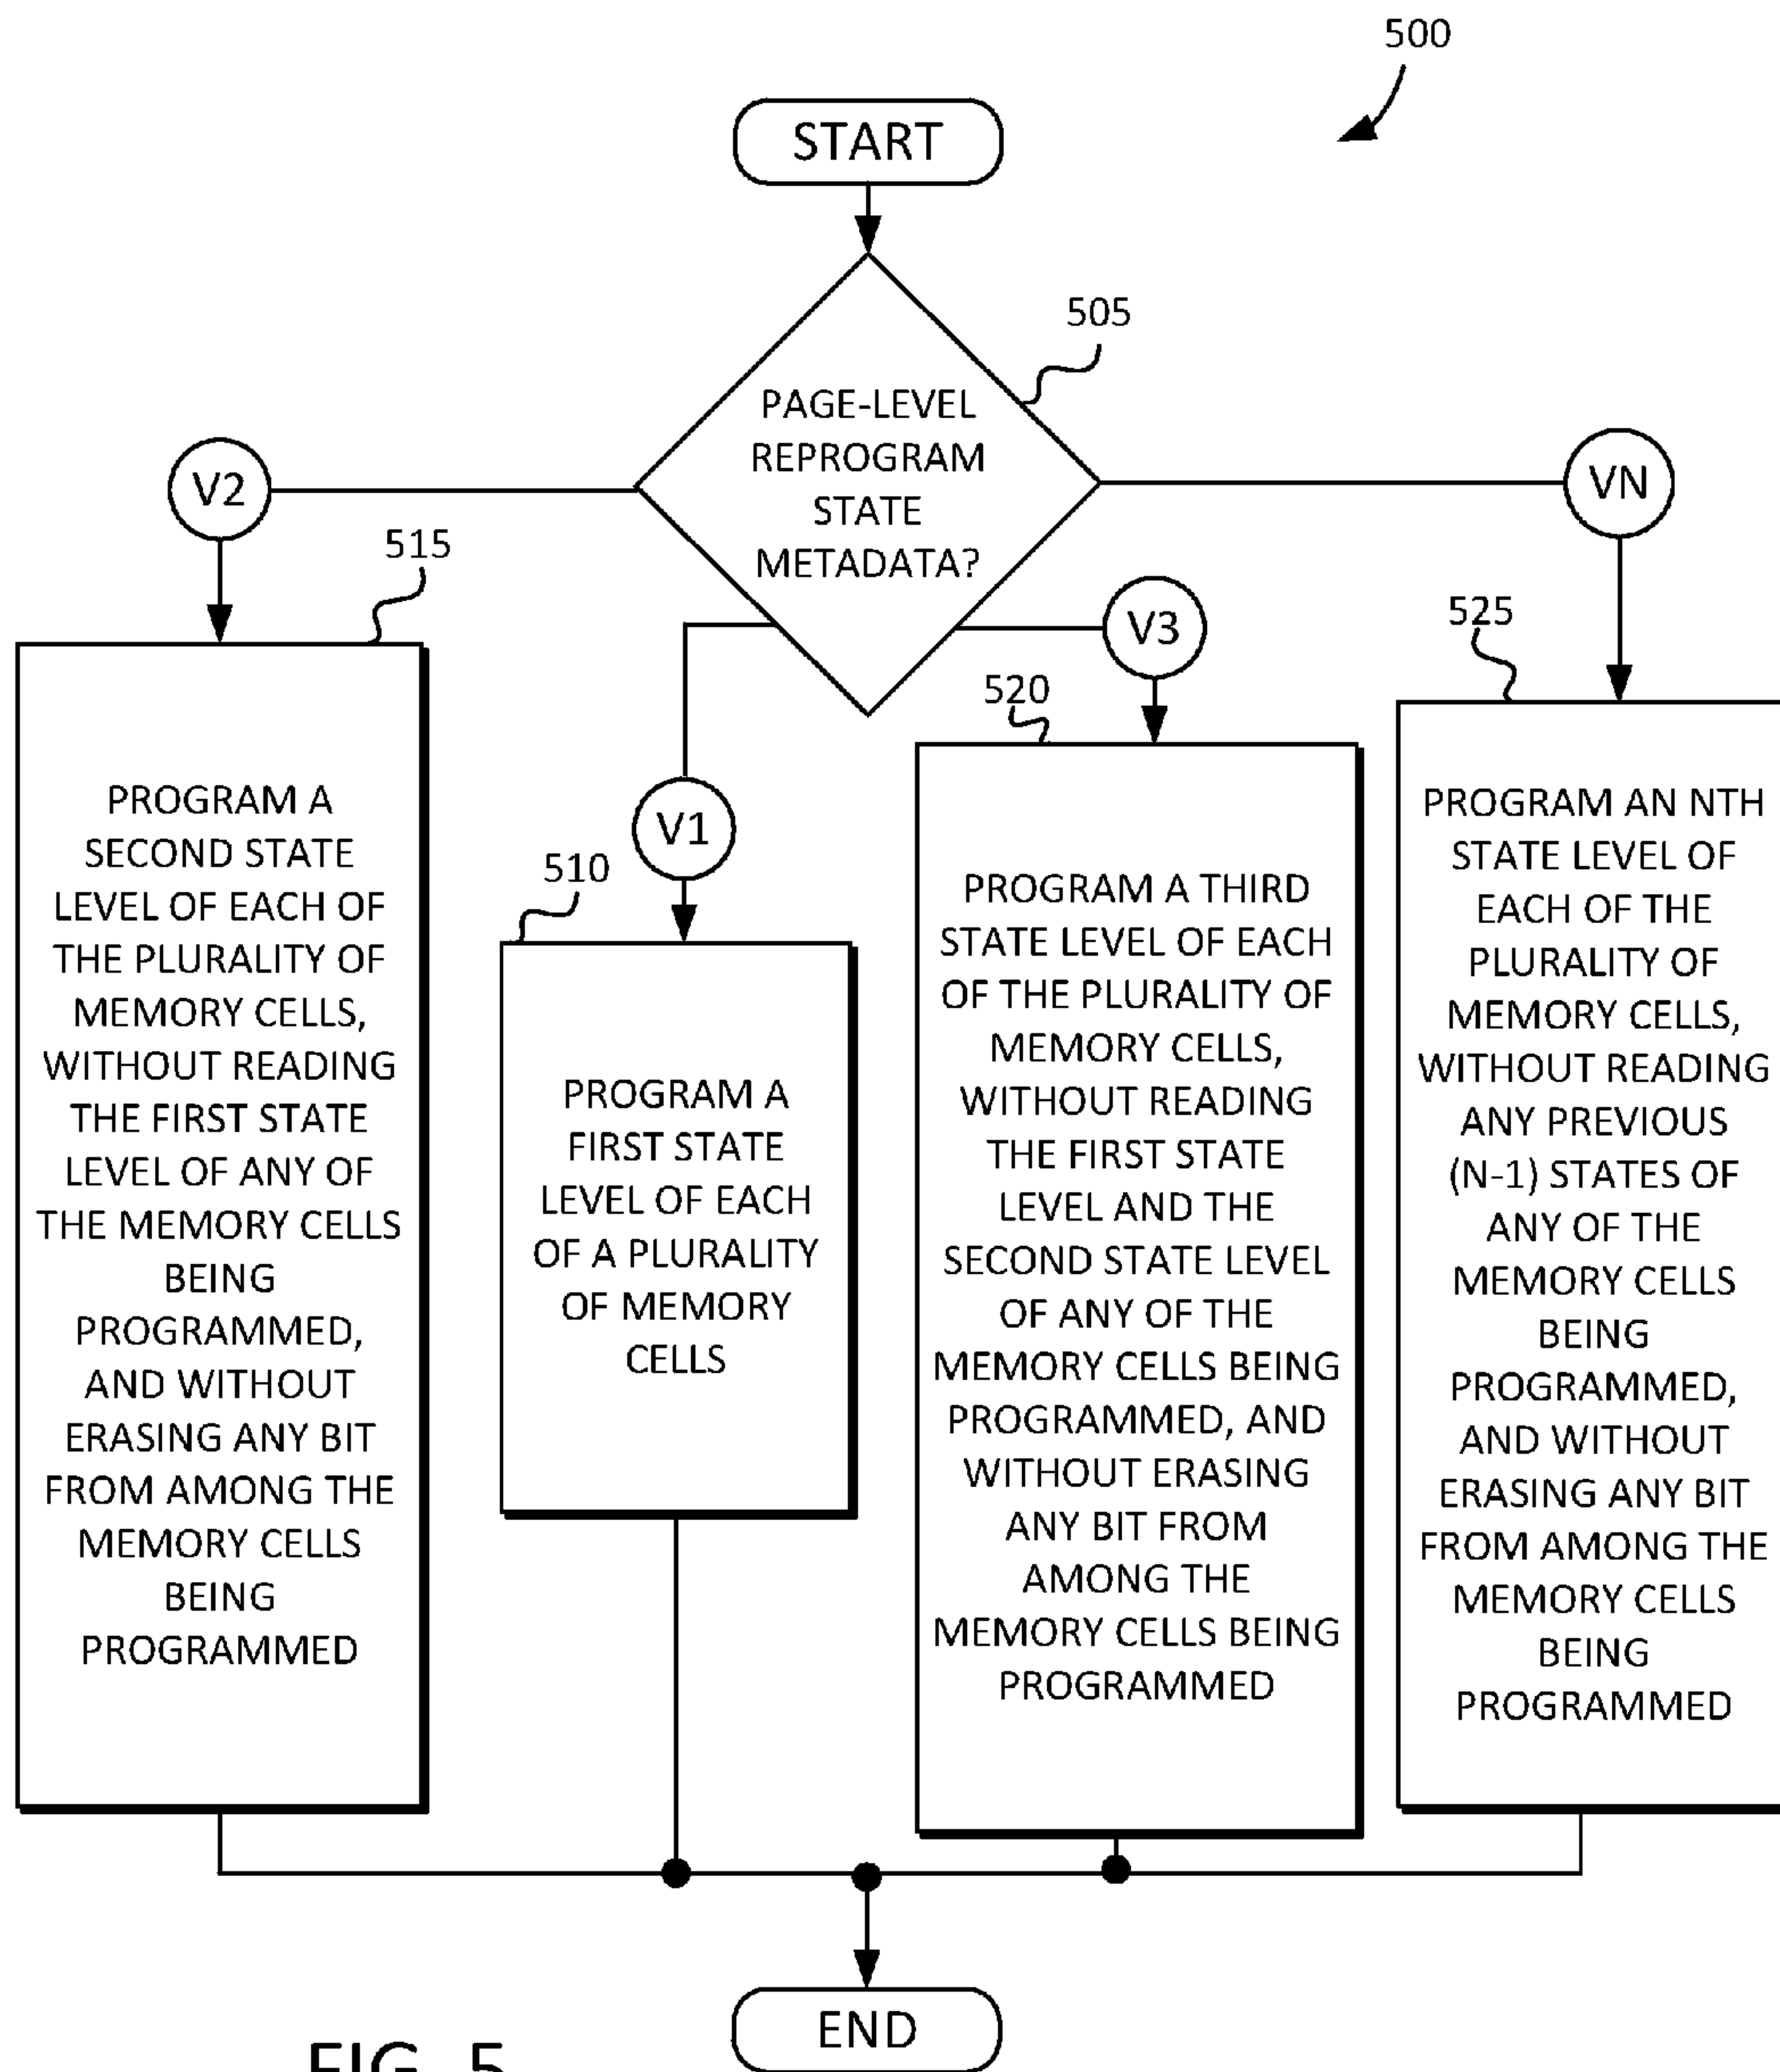 500
START
505
PAGE-LEVEL
REPROGRAM
STATE
METADATA?
V2
VN
515
V3
525
520
V1
510
PROGRAM A
SECOND STATE
LEVEL OF EACH OF
THE PLURALITY OF
MEMORY CELLS,
WITHOUT READING
THE FIRST STATE
LEVEL OF ANY OF
THE MEMORY CELLS
BEING
PROGRAMMED,
AND WITHOUT
ERASING ANY BIT
FROM AMONG THE
MEMORY CELLS
BEING
PROGRAMMED
PROGRAM A
FIRST STATE
LEVEL OF EACH
OF A PLURALITY
OF MEMORY
CELLS
PROGRAM A THIRD
STATE LEVEL OF EACH
OF THE PLURALITY OF
MEMORY CELLS,
WITHOUT READING
THE FIRST STATE
LEVEL AND THE
SECOND STATE LEVEL
OF ANY OF THE
MEMORY CELLS BEING
PROGRAMMED, AND
WITHOUT ERASING
ANY BIT FROM
AMONG THE
MEMORY CELLS BEING
PROGRAMMED
PROGRAM AN NTH
STATE LEVEL OF
EACH OF THE
PLURALITY OF
MEMORY CELLS,
WITHOUT READING
ANY PREVIOUS
(N-1) STATES OF
ANY OF THE
MEMORY CELLS
BEING
PROGRAMMED,
AND WITHOUT
ERASING ANY BIT
FROM AMONG THE
MEMORY CELLS
BEING
PROGRAMMED
END
FIG. 5